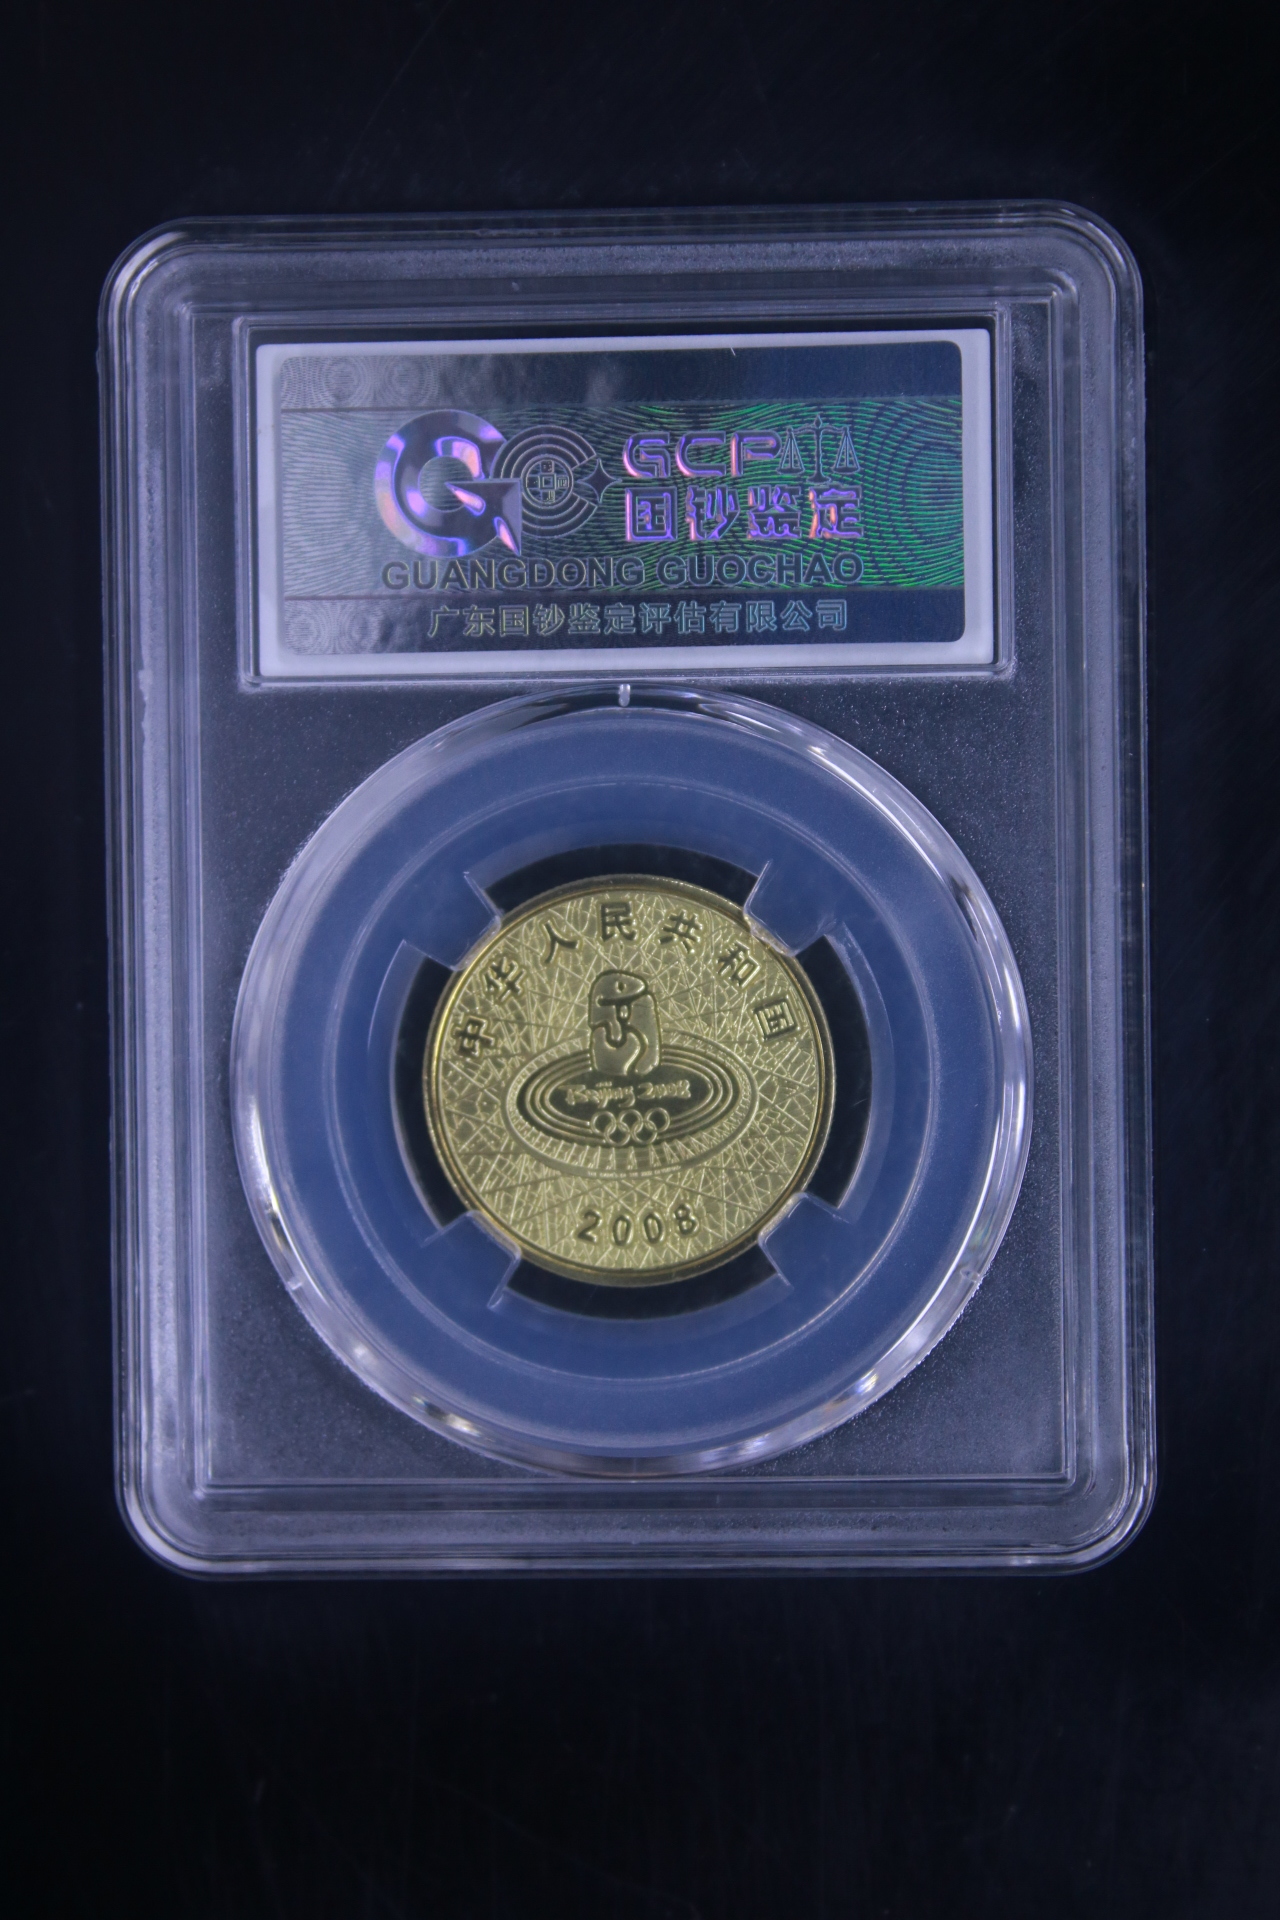 GCP
国钞鉴定
GUANGDONG GUOCHAO
广东国钞鉴定评估有限公司
中华人民共和国
Beijing 2008
2008